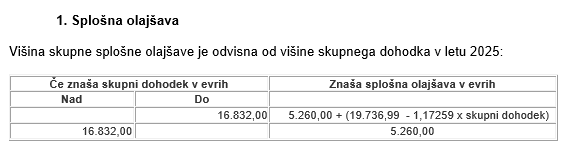 1. Splošna olajšava
Višina skupne splošne olajšave je odvisna od višine skupnega dohodka v letu 2025:
Če znaša skupni dohodek v evrih Znaša splošna olajšava v evrih
Nad Do
16.832,00 5.260,00 + (19.736,99 - 1,17259 x skupni dohodek)
16.832,00 5.260,00